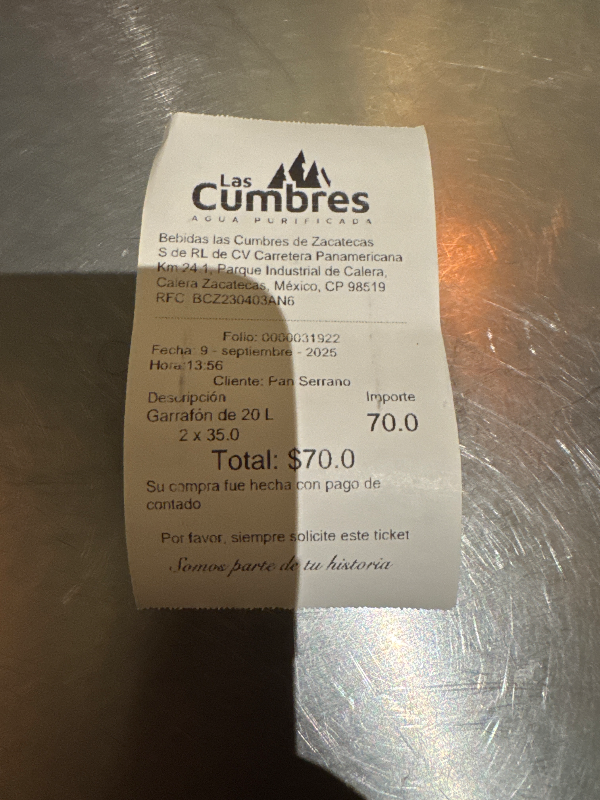 Las
Cumbres
AGUA PURIFICADA
Bebidas las Cumbres de Zacatecas
S de RL de CV Carretera Panamericana
Km 24.1, Parque Industrial de Calera,
Calera Zacatecas, México, CP 98519
RFC: BCZ230403AN6
Folio: 0000031922
Fecha: 9 - septiembre - 2025
Hora:13:56
Cliente: Pan Serrano
Descripción Importe
Garrafón de 20 L 70.0
2 x 35.0
Total: $70.0
Su compra fue hecha con pago de
contado
Por favor, siempre solicite este ticket
Somos parte de tu historia